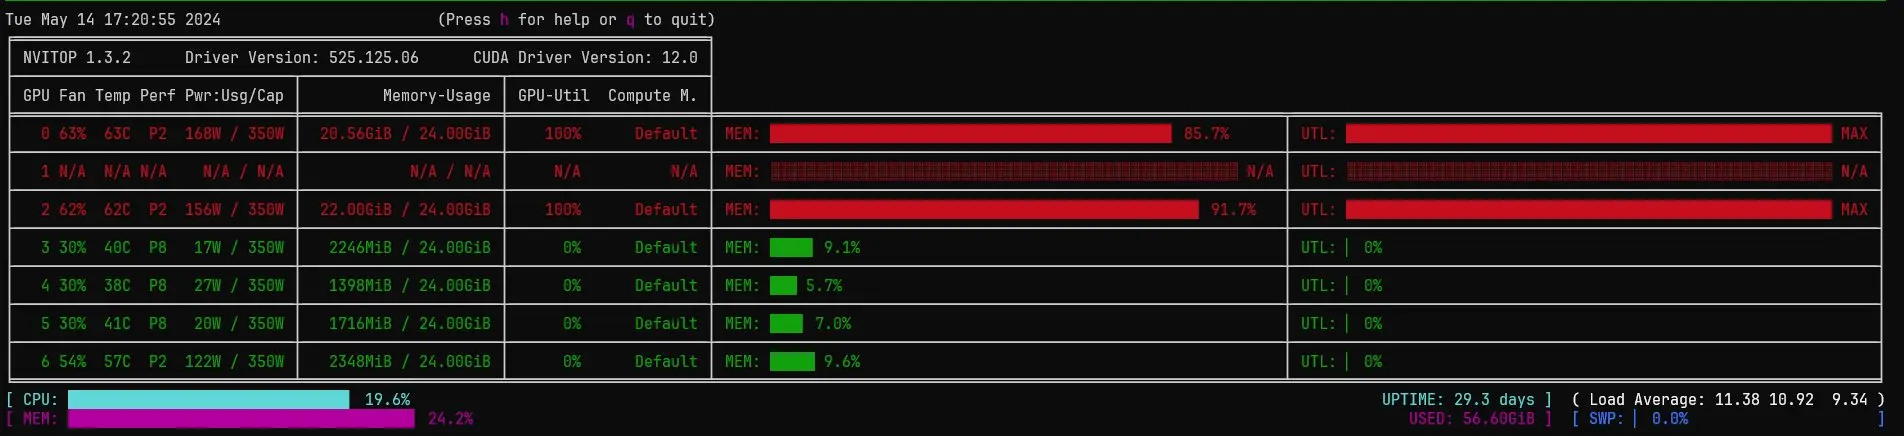 Tue May 14 17:20:55 2024 (Press h for help or q to quit)
NVITOP 1.3.2 Driver Version: 525.125.06 CUDA Driver Version: 12.0
GPU Fan Temp Perf Pwr:Usg/Cap Memory-Usage GPU-Util Compute M.
0 63% 63C P2 168W / 350W 20.56GiB / 24.00GiB 100% Default MEM: 85.7% UTL: MAX
1 N/A N/A N/A N/A / N/A N/A / N/A N/A N/A MEM: N/A UTL: N/A
2 62% 62C P2 156W / 350W 22.00GiB / 24.00GiB 100% Default MEM: 91.7% UTL: MAX
3 30% 40C P8 17W / 350W 2246MiB / 24.00GiB 0% Default MEM: 9.1% UTL: 0%
4 30% 38C P8 27W / 350W 1398MiB / 24.00GiB 0% Default MEM: 5.7% UTL: 0%
5 30% 41C P8 20W / 350W 1716MiB / 24.00GiB 0% Default MEM: 7.0% UTL: 0%
6 54% 57C P2 122W / 350W 2348MiB / 24.00GiB 0% Default MEM: 9.6% UTL: 0%
[ CPU: 19.6% UPTIME: 29.3 days ] ( Load Average: 11.38 10.92 9.34 )
[ MEM: 24.2% USED: 56.60GiB ] [ SWP: 0.0% ]